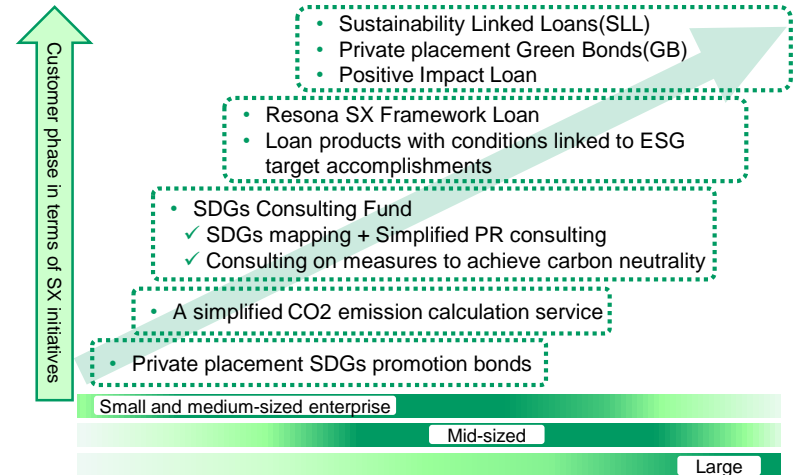 Customer phase in terms of SX initiatives
• Sustainability Linked Loans(SLL)
• Private placement Green Bonds(GB)
• Positive Impact Loan
• Resona SX Framework Loan
• Loan products with conditions linked to ESG
target accomplishments
• SDGs Consulting Fund
✓ SDGs mapping + Simplified PR consulting
✓ Consulting on measures to achieve carbon neutrality
• A simplified CO2 emission calculation service
• Private placement SDGs promotion bonds
Small and medium-sized enterprise
Mid-sized
Large